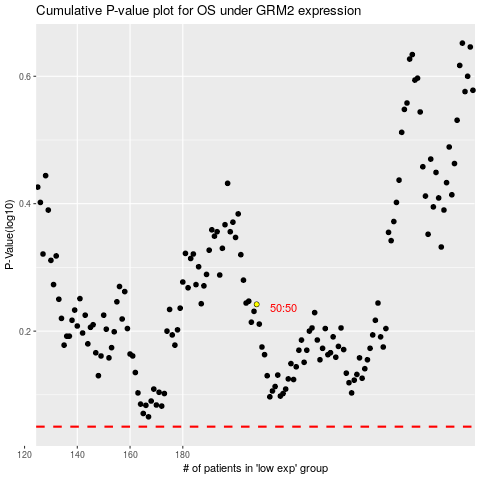 Cumulative P-value plot for OS under GRM2 expression
P-Value(log10)
0.6
0.4
0.2
50:50
120 140 160 180
# of patients in 'low exp' group